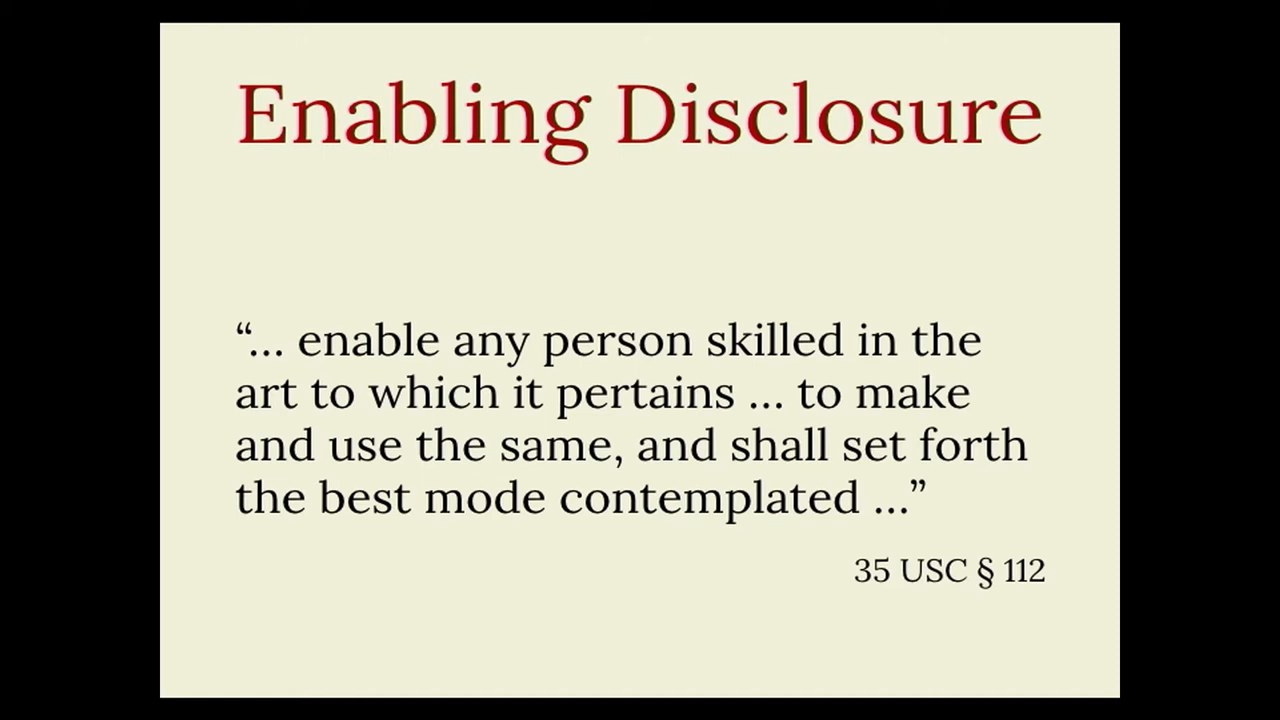 Enabling Disclosure
“… enable any person skilled in the
art to which it pertains … to make
and use the same, and shall set forth
the best mode contemplated …”
35 USC § 112